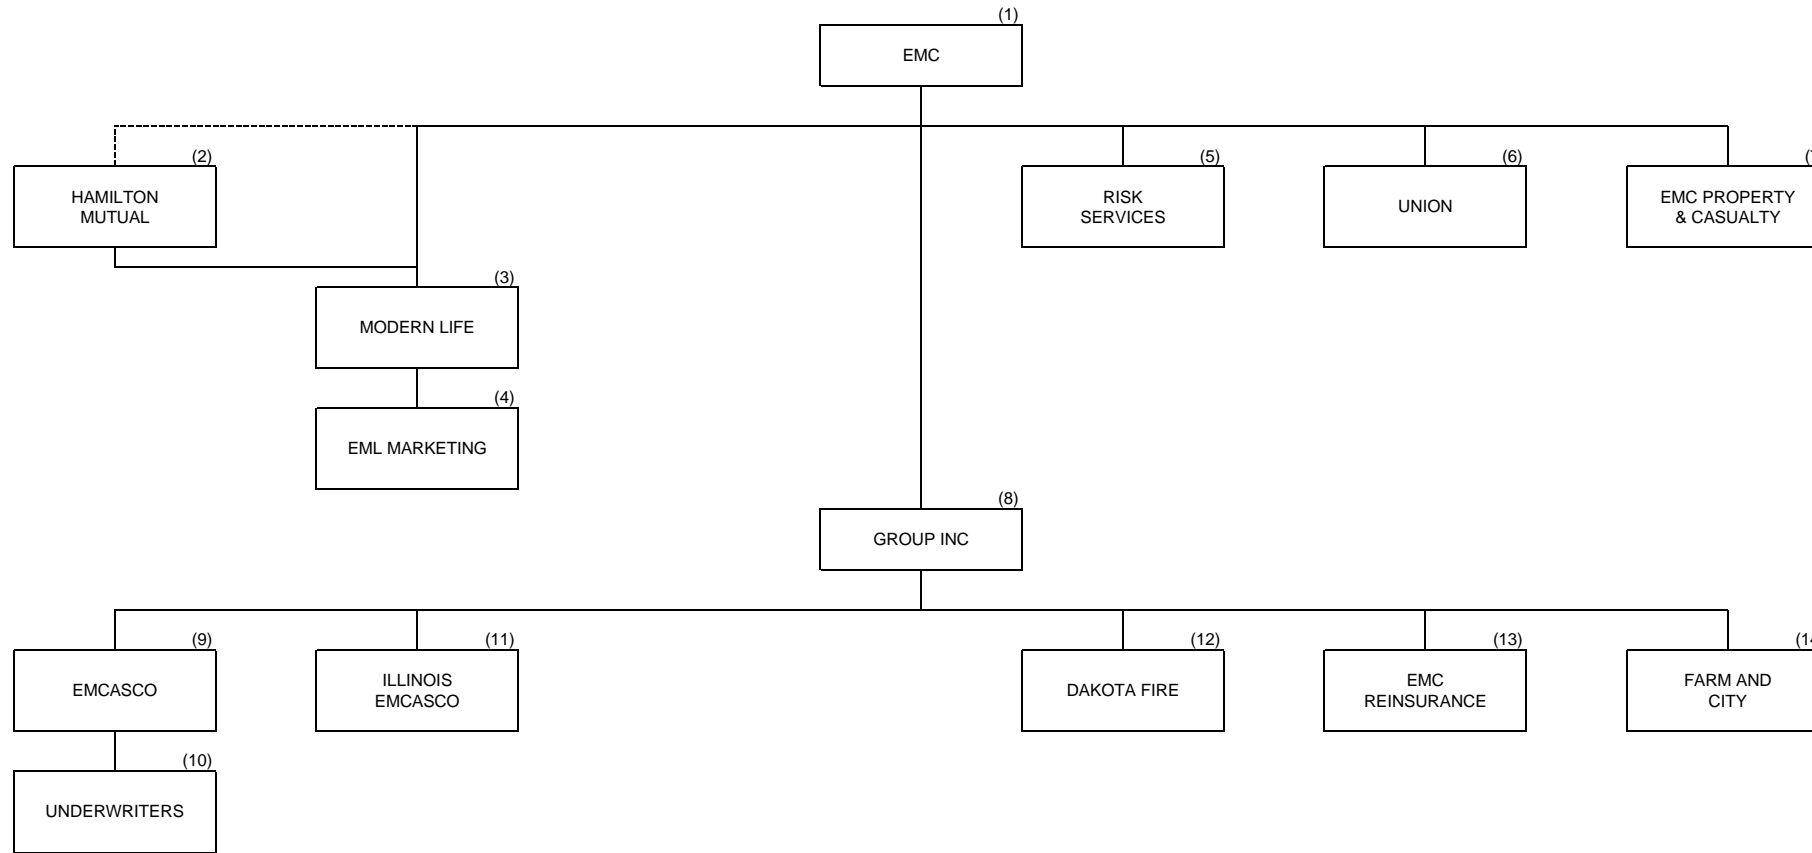 (1)
EMC
(2)
HAMILTON
MUTUAL
(5)
RISK
SERVICES
(6)
UNION
(7
EMC PROPERTY
& CASUALTY
(3)
MODERN LIFE
(4)
EML MARKETING
(8)
GROUP INC
(9)
EMCASCO
(11)
ILLINOIS
EMCASCO
(12)
DAKOTA FIRE
(13)
EMC
REINSURANCE
(14
FARM AND
CITY
(10)
UNDERWRITERS